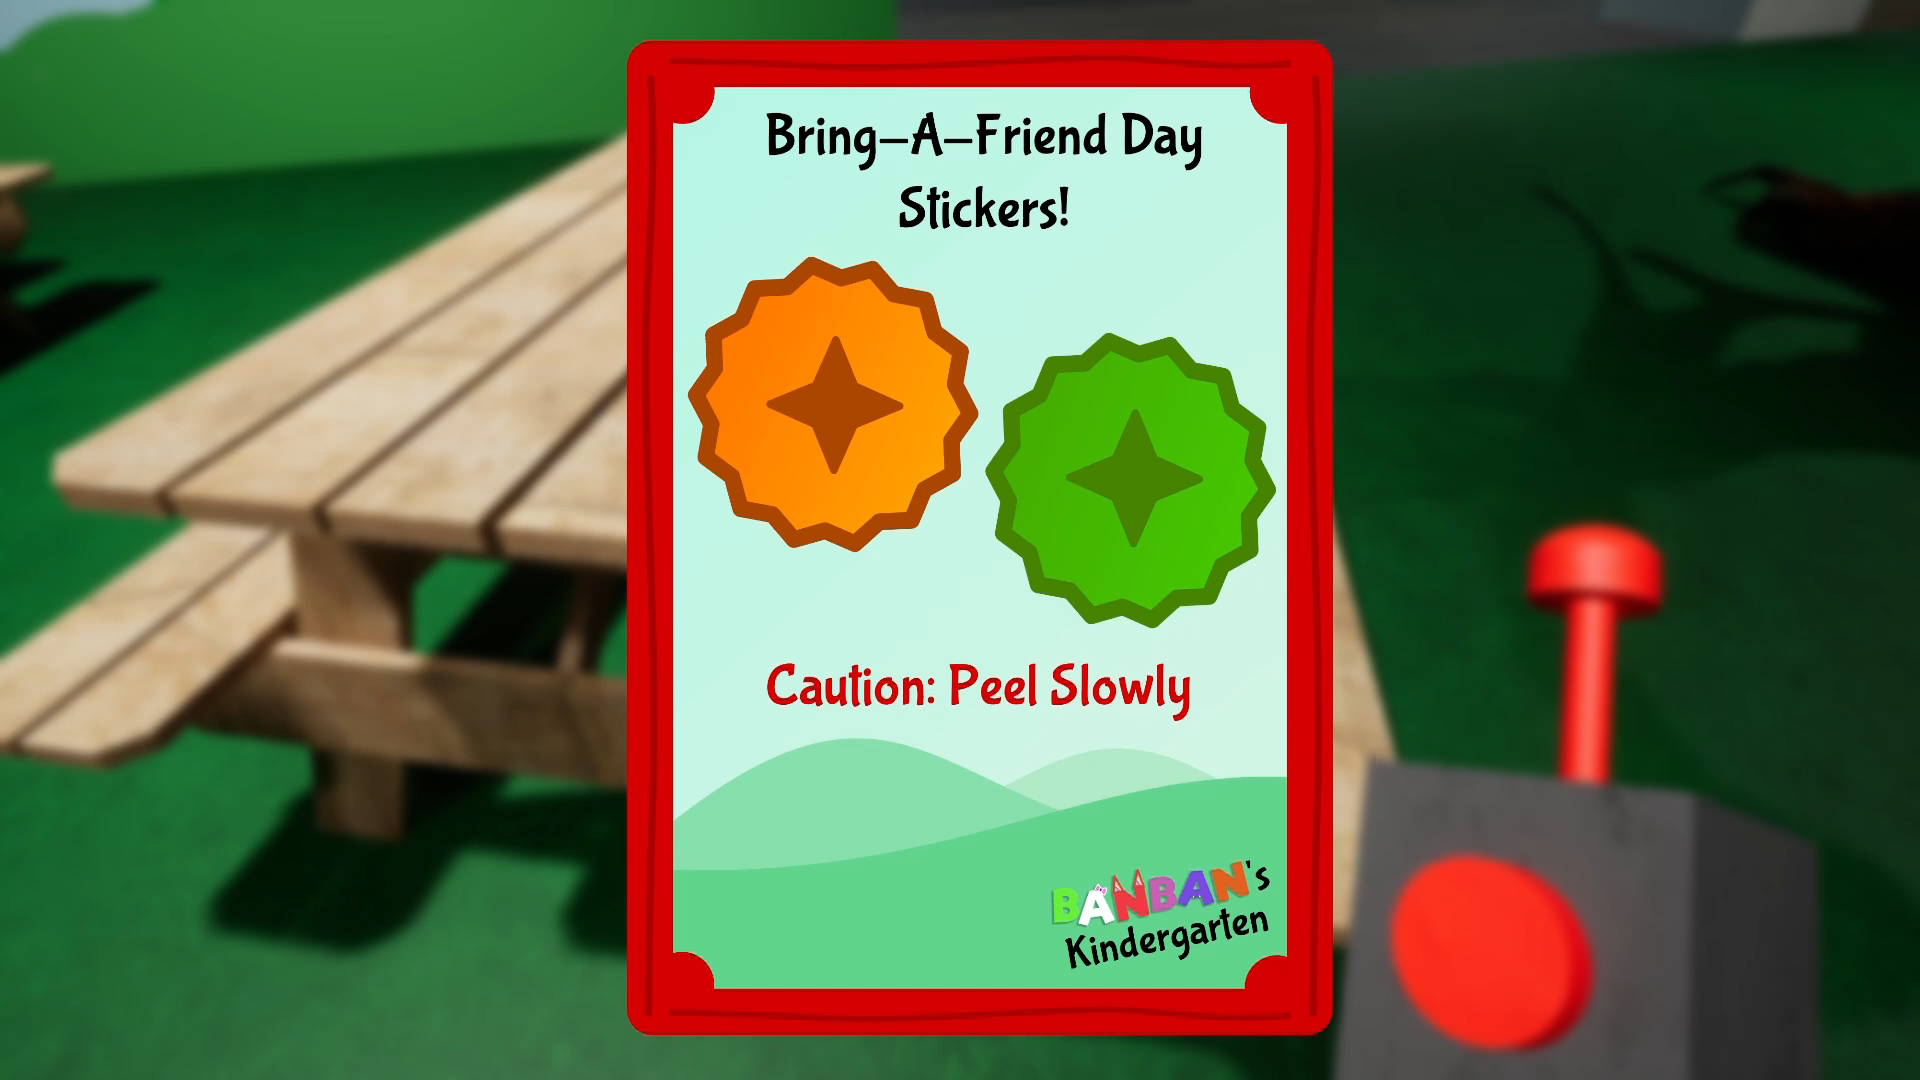 Bring-A-Friend Day
Stickers!
Caution: Peel Slowly
BANBAN's
Kindergarten